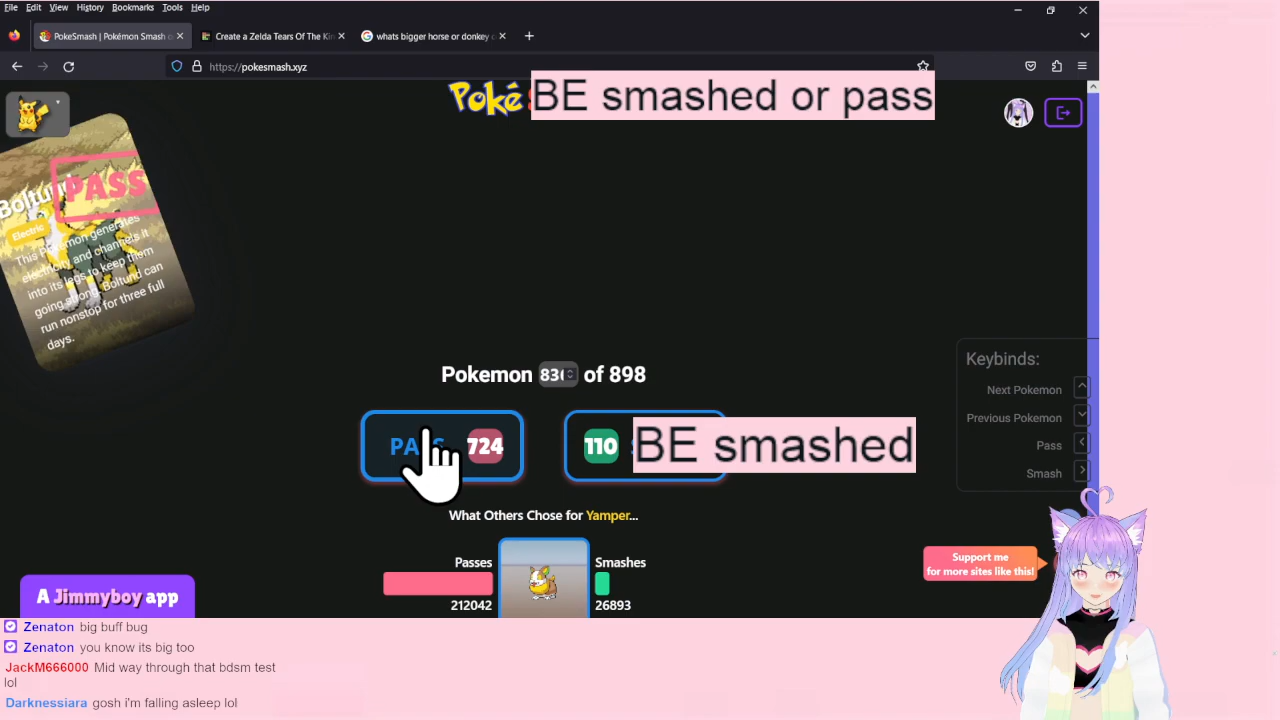 File Edit View History Bookmarks Tools Help
PokeSmash | Pokémon Smash o
Create a Zelda Tears Of The Kin
whats bigger horse or donkey c
https://pokesmash.xyz
Poké
BE smashed or pass
PASS
Boltund
Electric
This Pokemon generates
electricity and channels it
into its legs to keep them
going strong. Boltund can
run nonstop for three full
days.
Pokemon 836 of 898
PASS 724
110 BE smashed
What Others Chose for Yamper...
Passes
212042
Smashes
26893
Keybinds:
Next Pokemon
Previous Pokemon
Pass
Smash
Support me
for more sites like this!
A Jimmyboy app
Zenaton big buff bug
Zenaton you know its big too
JackM666000 Mid way through that bdsm test
lol
Darknessiara gosh i'm falling asleep lol